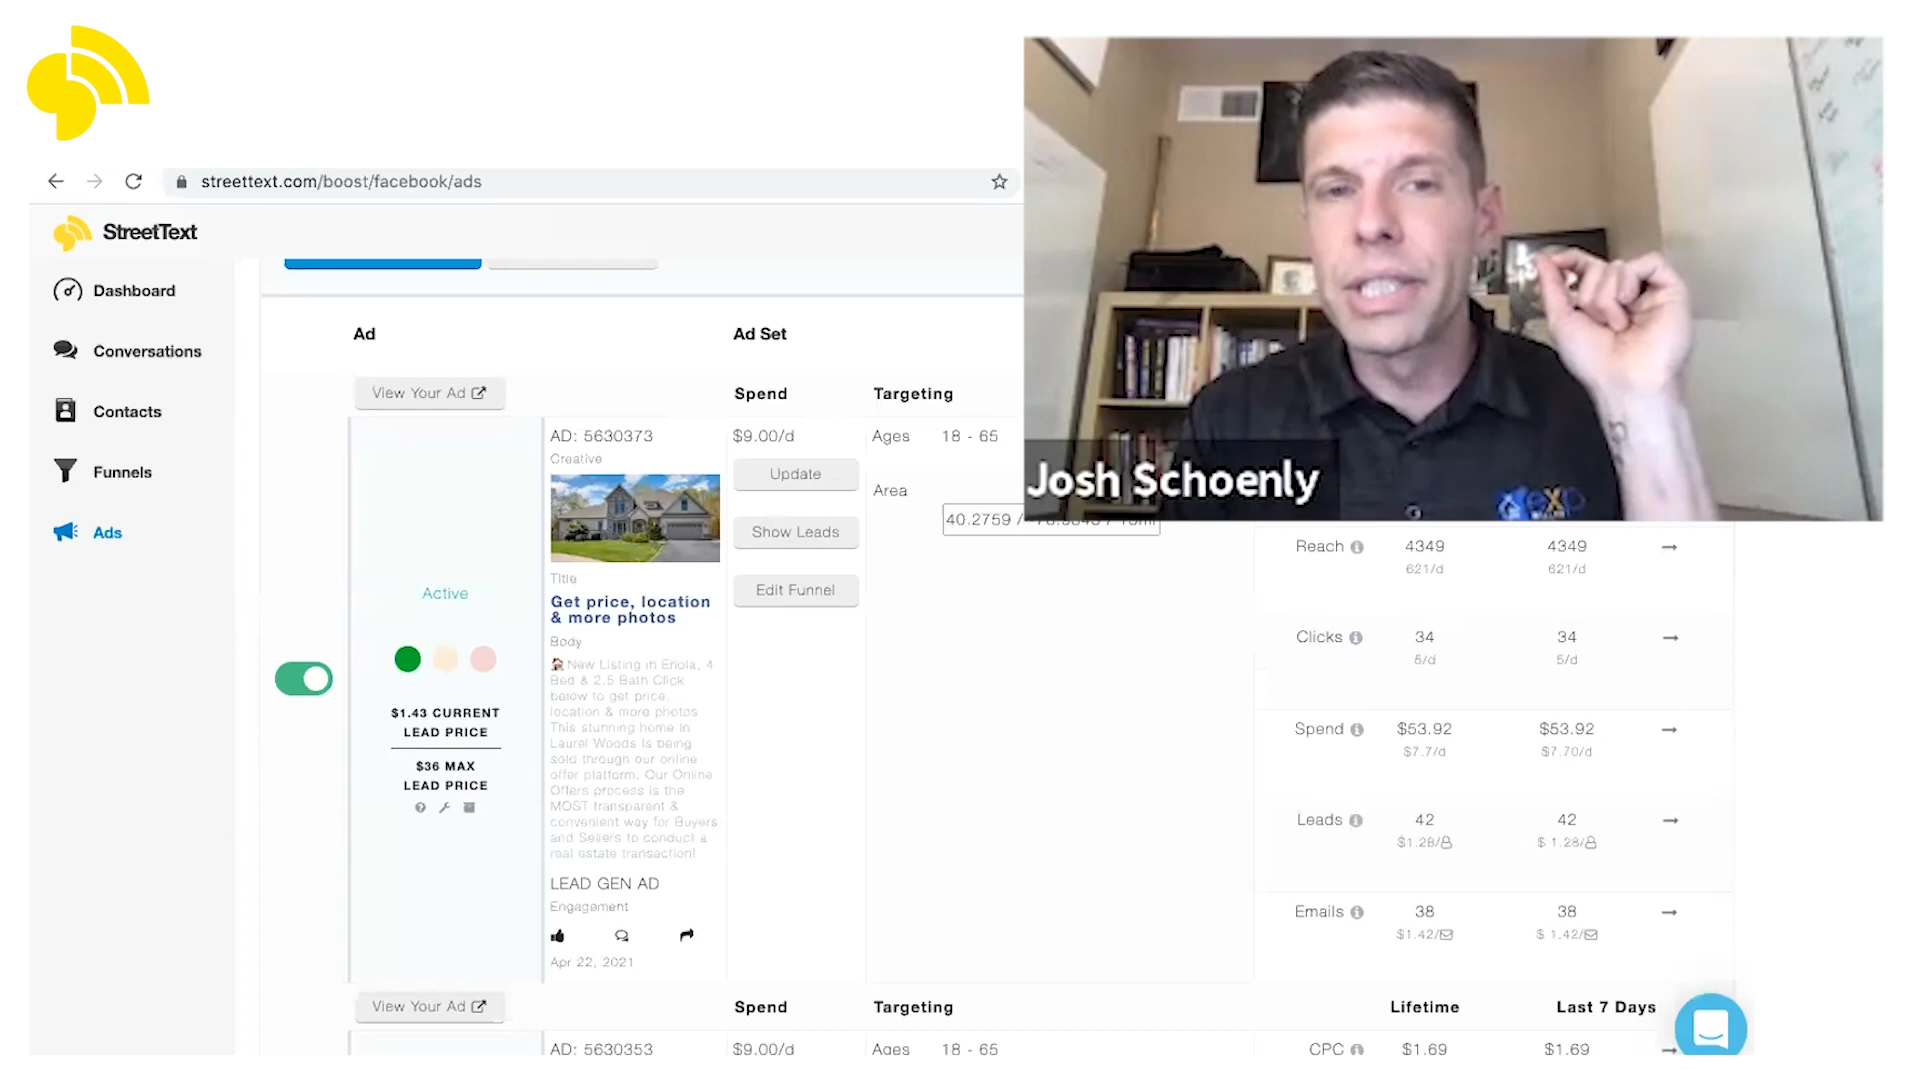 streettext.com/boost/facebook/ads
StreetText
Dashboard
Conversations
Contacts
Funnels
Ads
Ad
Ad Set
View Your Ad
Spend
Targeting
AD: 5630373
Creative
$9.00/d
Ages 18 - 65
Update
Area
40.2759 /
Show Leads
Edit Funnel
Title
Get price, location
& more photos
Body
New Listing in Enola, 4
Bed & 2.5 Bath Click
below to get price,
location & more photos
This stunning home in
Laurel Woods is being
sold through our online
offer platform. Our Online
Offers process is the
MOST transparent &
convenient way for Buyers
and Sellers to conduct a
real estate transaction!
LEAD GEN AD
Engagement
Apr 22, 2021
Active
$1.43 CURRENT
LEAD PRICE
$36 MAX
LEAD PRICE
Josh Schoenly
exp
Reach 4349 4349
621/d 621/d
Clicks 34 34
5/d 5/d
Spend $53.92 $53.92
$7.7/d $7.70/d
Leads 42 42
$1.28/ $ 1.28/
Emails 38 38
$1.42/ $ 1.42/
View Your Ad
Spend
Targeting
Lifetime
Last 7 Days
AD: 5630353
$9.00/d
Ages 18 - 65
CPC $1.69 $1.69